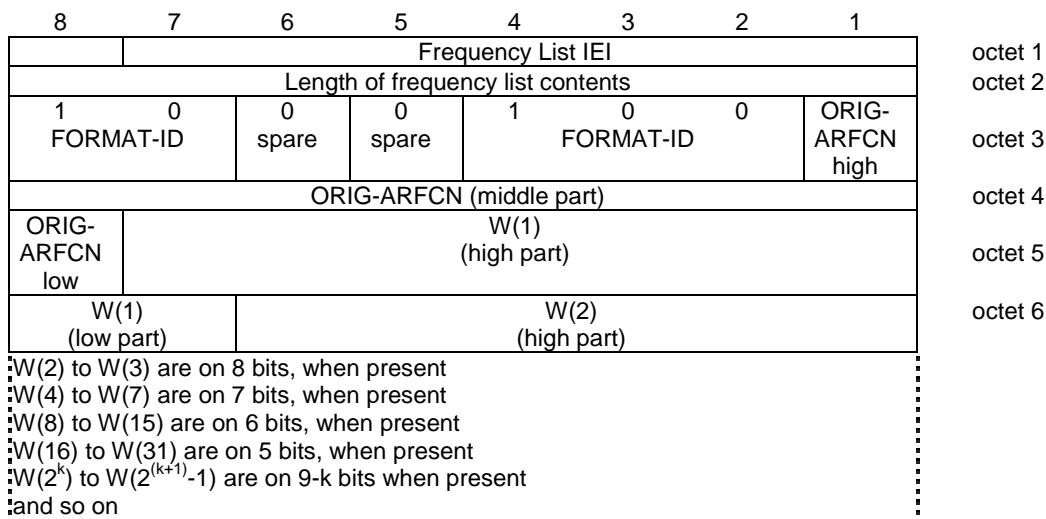 8 7 6 5 4 3 2 1
Frequency List IEI octet 1
Length of frequency list contents octet 2
1 0 0 0 1 0 0 ORIG-
FORMAT-ID spare spare FORMAT-ID ARFCN octet 3
high
ORIG-ARFCN (middle part) octet 4
ORIG- W(1)
ARFCN (high part) octet 5
low
W(1) W(2) octet 6
(low part) (high part)
W(2) to W(3) are on 8 bits, when present
W(4) to W(7) are on 7 bits, when present
W(8) to W(15) are on 6 bits, when present
W(16) to W(31) are on 5 bits, when present
W(2^k) to W(2^(k+1)-1) are on 9-k bits when present
and so on